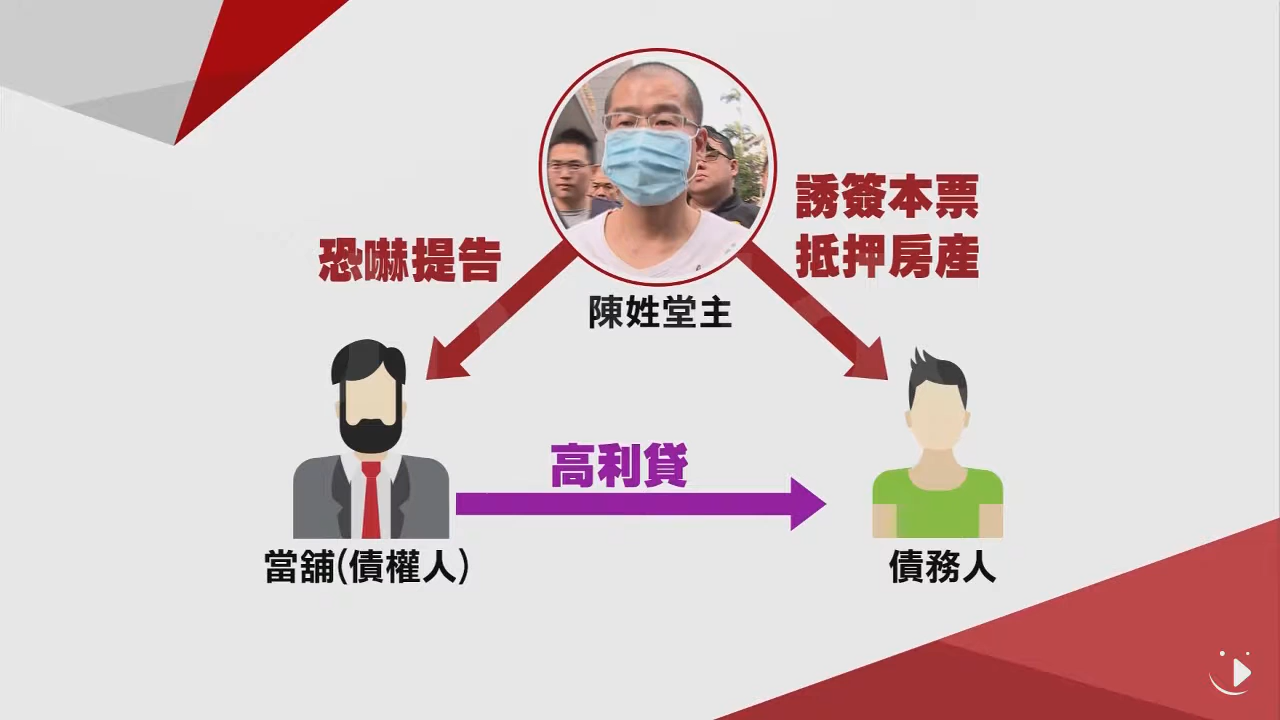 誘簽本票
抵押房產
恐嚇提告
陳姓堂主
高利貸
當舖(債權人)
債務人